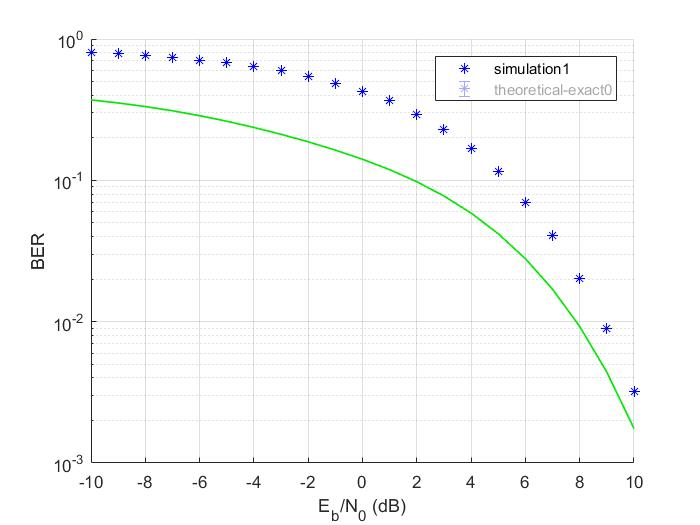 10^0
10^-1
10^-2
10^-3
BER
simulation1
theoretical-exact0
-10 -8 -6 -4 -2 0 2 4 6 8 10
E_b/N_0 (dB)